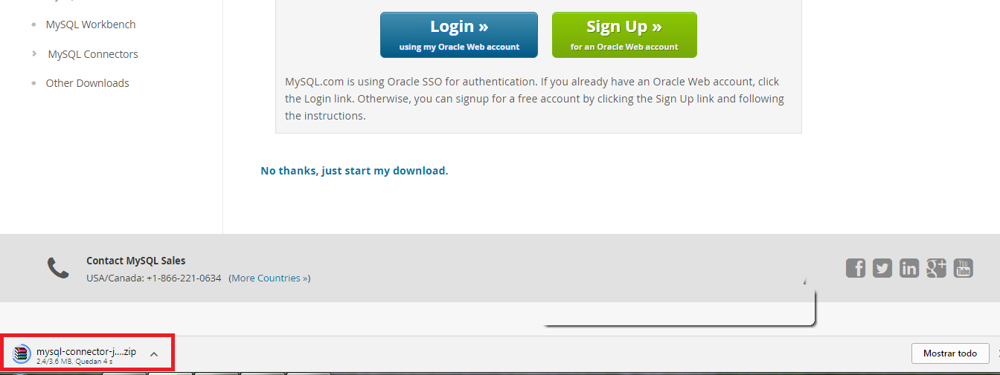 MySQL Workbench
MySQL Connectors
Other Downloads
Login »
using my Oracle Web account
Sign Up »
for an Oracle Web account
MySQL.com is using Oracle SSO for authentication. If you already have an Oracle Web account, click
the Login link. Otherwise, you can signup for a free account by clicking the Sign Up link and following
the instructions.
No thanks, just start my download.
Contact MySQL Sales
USA/Canada: +1-866-221-0634 (More Countries »)
You
Tube
mysql-connector-j....zip
2,4/3,6 MB, Quedan 4 s
Mostrar todo